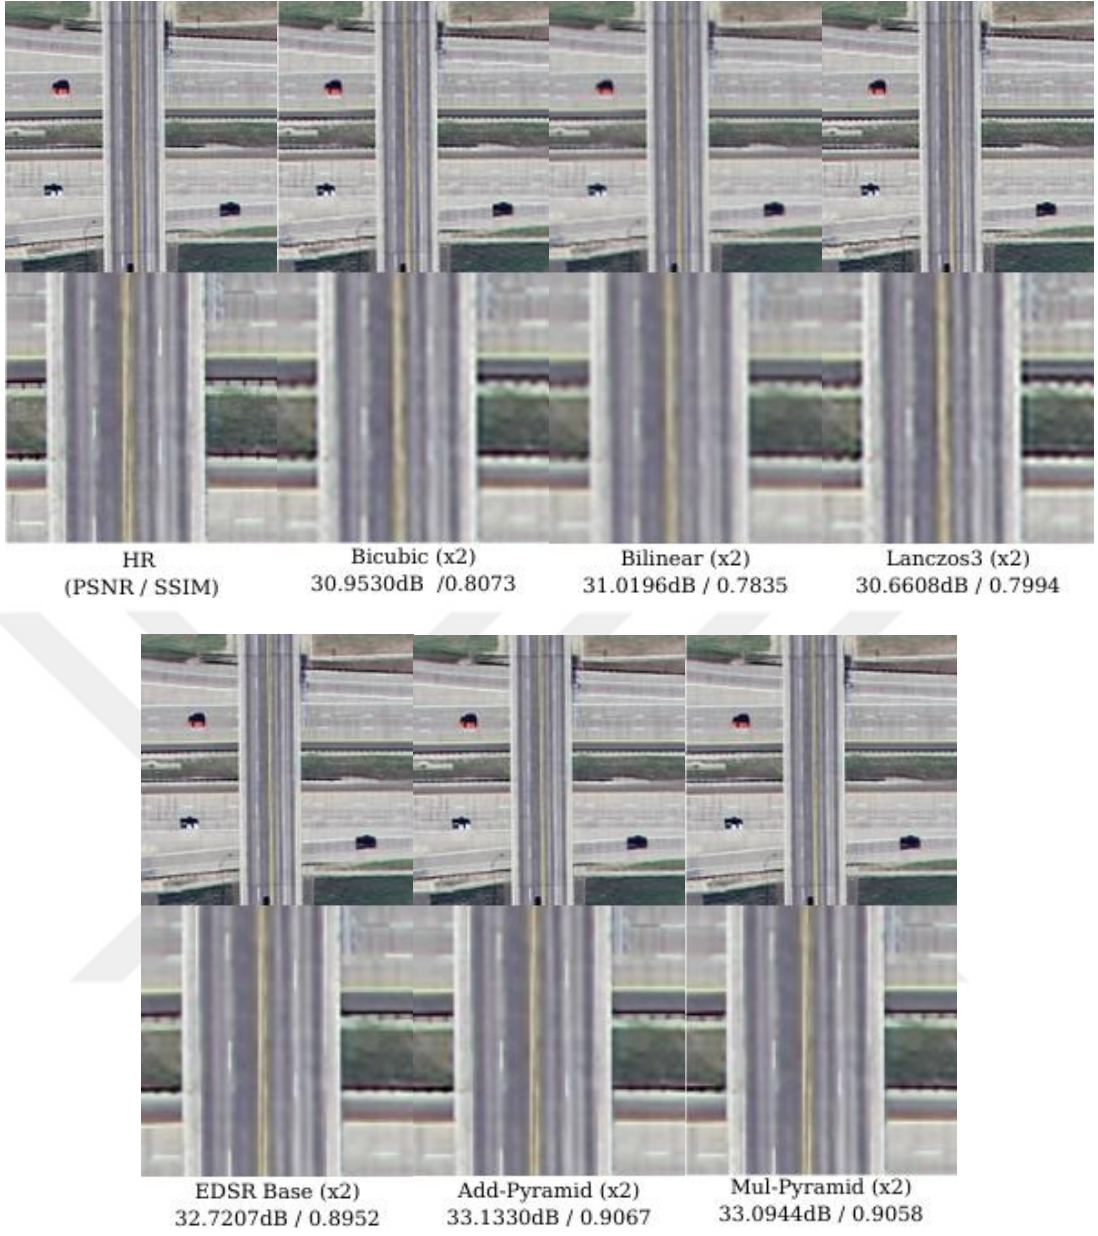 HR
(PSNR / SSIM)
Bicubic (x2)
30.9530dB /0.8073
Bilinear (x2)
31.0196dB / 0.7835
Lanczos3 (x2)
30.6608dB / 0.7994
EDSR Base (x2)
32.7207dB / 0.8952
Add-Pyramid (x2)
33.1330dB / 0.9067
Mul-Pyramid (x2)
33.0944dB / 0.9058